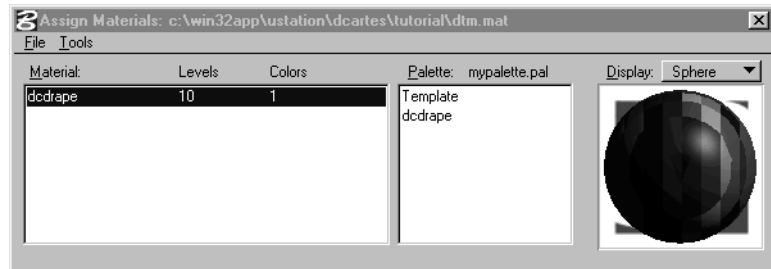 Assign Materials: c:\win32app\ustation\dcartes\tutorial\dtm.mat
File Tools
Material: Levels Colors Palette: mypalette.pal Display: Sphere
dcdrape 10 1 Template
dcdrape